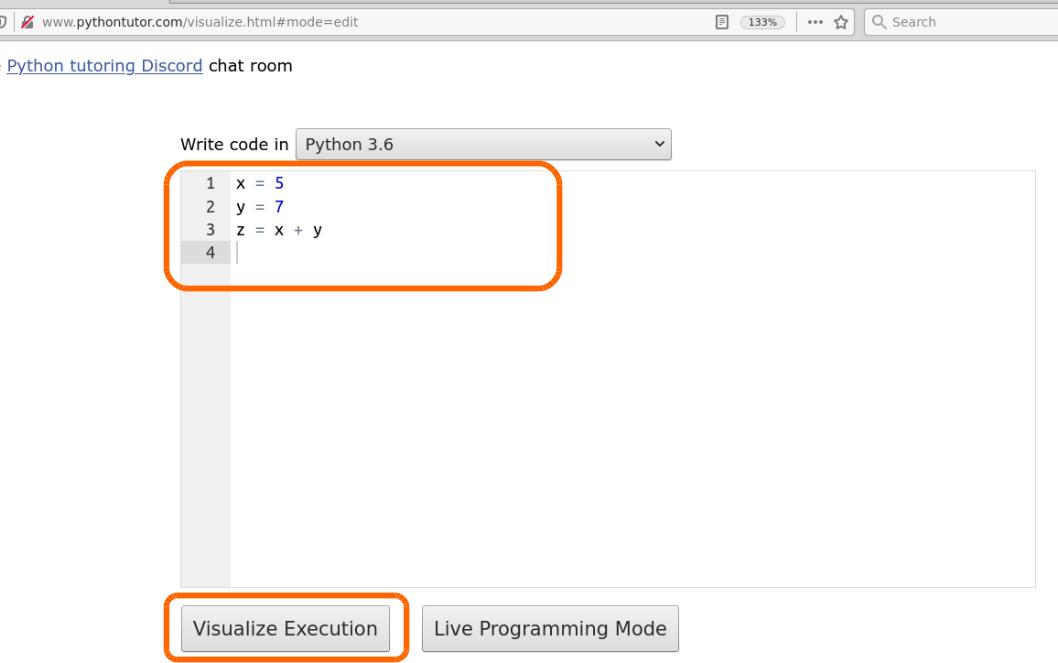 www.pythontutor.com/visualize.html#mode=edit 133% ••• Search
Python tutoring Discord chat room
Write code in Python 3.6
1 x = 5
2 y = 7
3 z = x + y
4
Visualize Execution Live Programming Mode